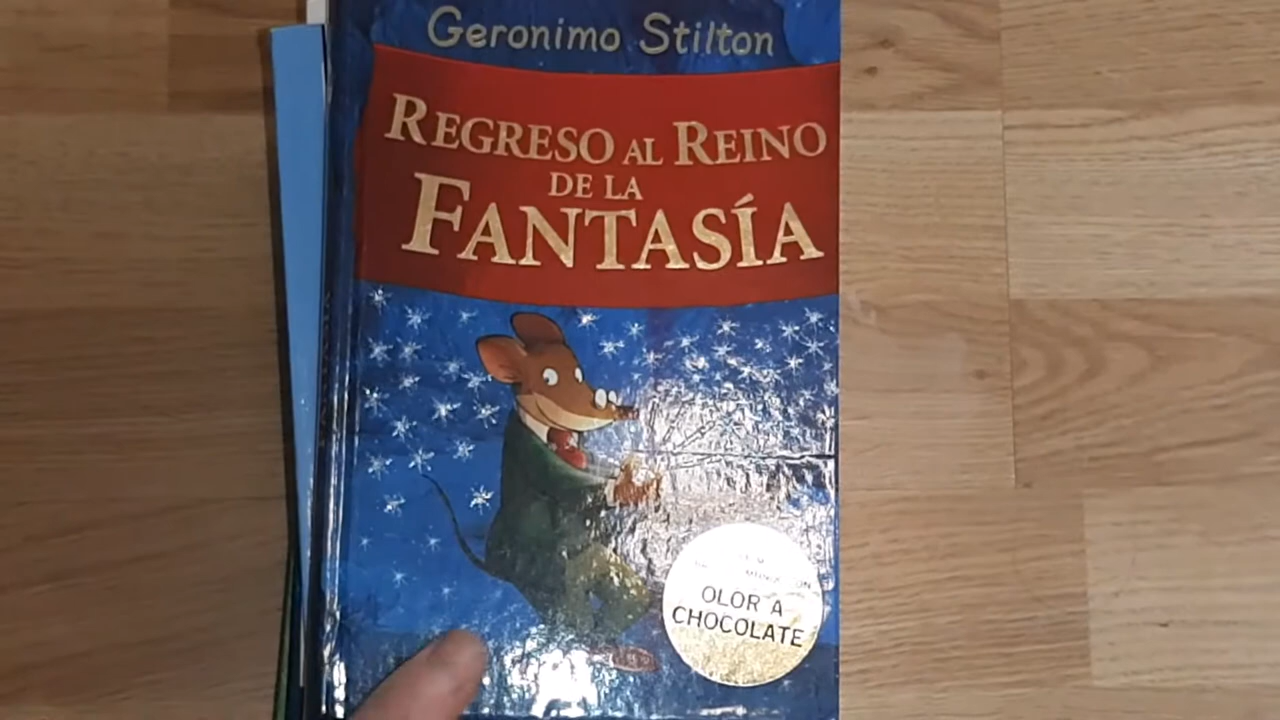 Geronimo Stilton
REGRESO AL REINO
DE LA
FANTASÍA
OLOR A
CHOCOLATE